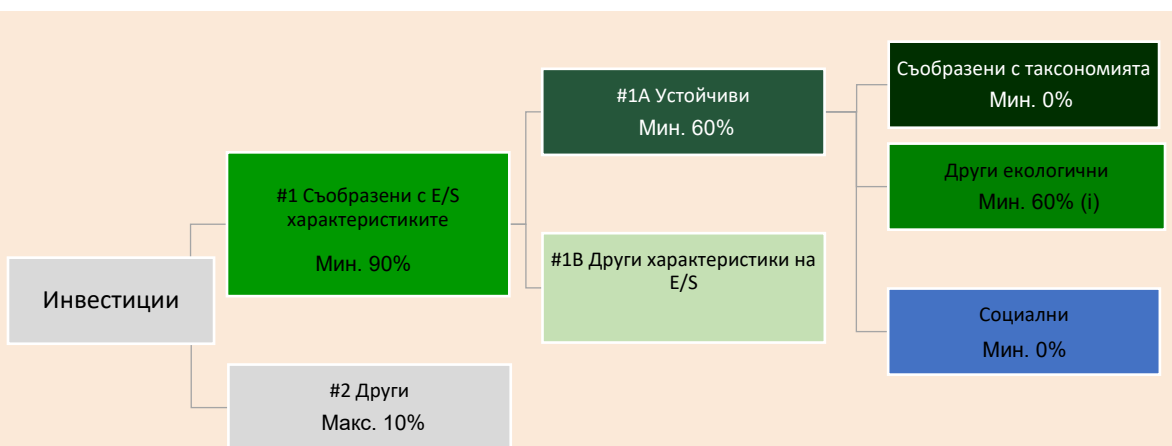 Инвестиции
#1 Съобразени с E/S
характеристиките
Мин. 90%
#2 Други
Макс. 10%
#1A Устойчиви
Мин. 60%
#1B Други характеристики на
E/S
Съобразени с таксономията
Мин. 0%
Други екологични
Мин. 60% (i)
Социални
Мин. 0%